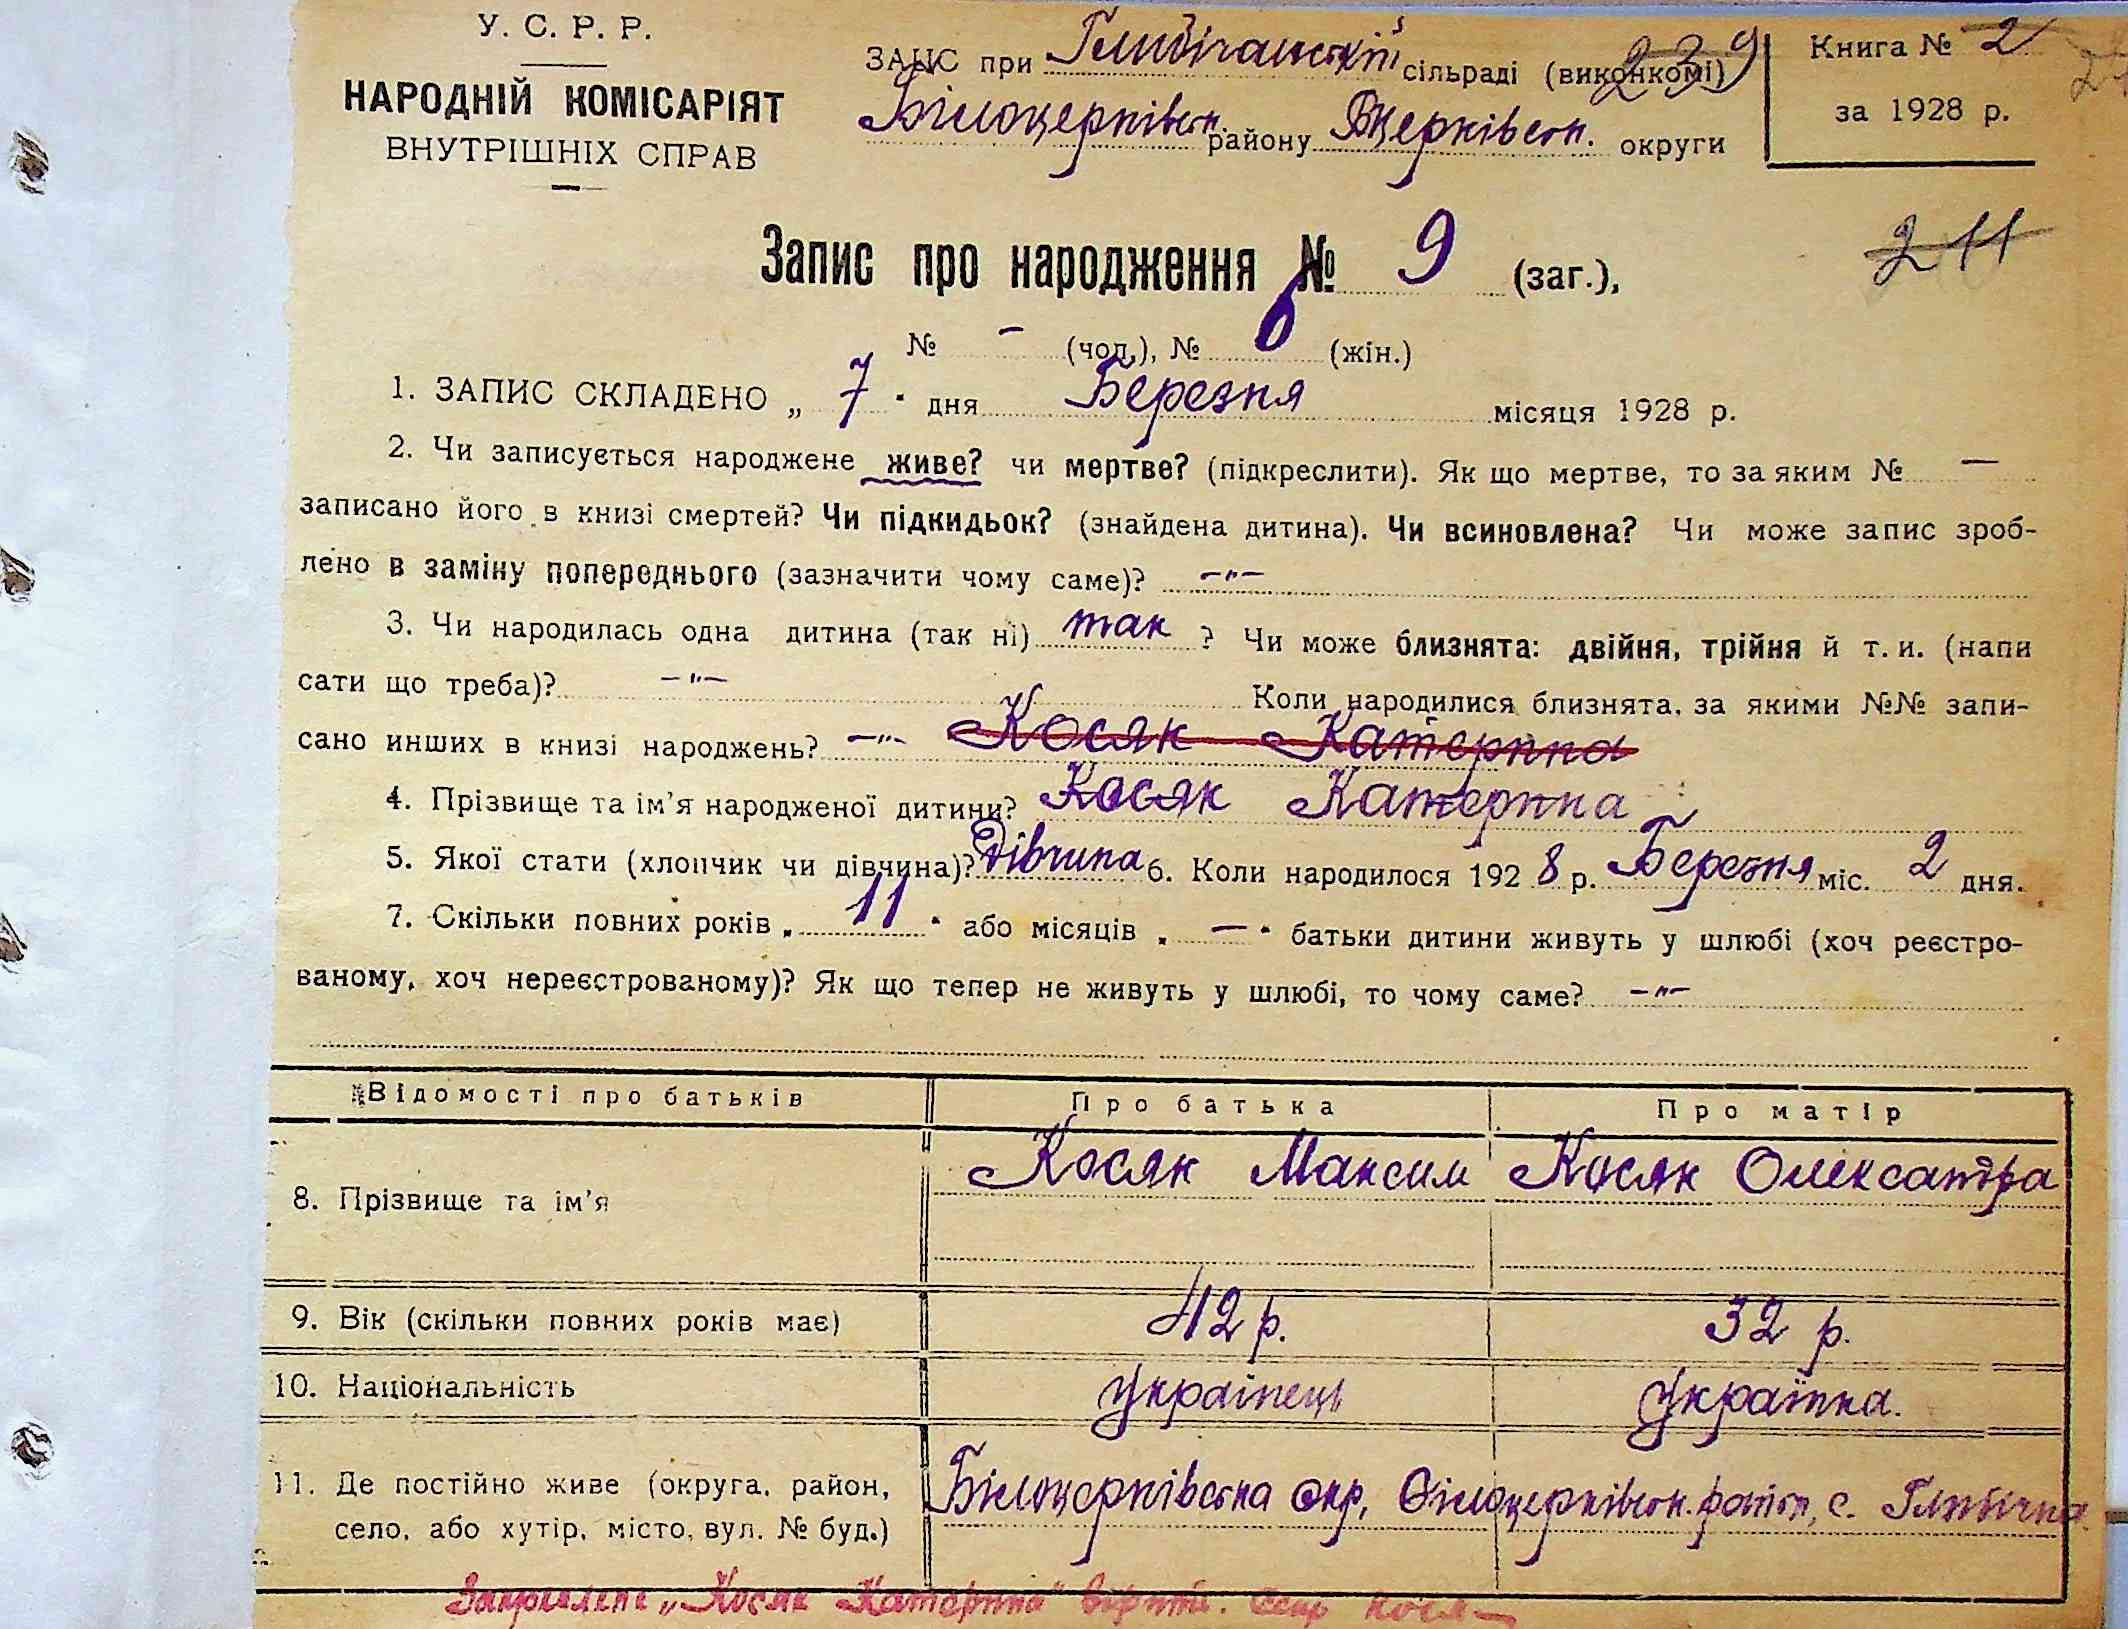 У. С. Р. Р.
НАРОДНІЙ КОМІСАРІЯТ
ВНУТРІШНІХ СПРАВ
ЗАГС при Глибічанській сільраді (виконкомі) 239
Білоцерківськ. району Бцерківськ. округи
Книга № 2
за 1928 р.
211
Запис про народження № 9 (заг.),
№ – (чол.), № 6 (жін.)
1. ЗАПИС СКЛАДЕНО „ 7 " дня Березня місяця 1928 р.
2. Чи записується народжене живе? чи мертве? (підкреслити). Як що мертве, то за яким № —
записано його в книзі смертей? Чи підкидьок? (знайдена дитина). Чи всиновлена? Чи може запис зроб-
лено в заміну попереднього (зазначити чому саме)? –"–
3. Чи народилась одна дитина (так ні) так ? Чи може близнята: двійня, трійня й т. и. (напи
сати що треба)? –"– Коли народилися близнята, за якими №№ запи-
сано инших в книзі народжень? –"– Косяк Катерина
4. Прізвище та ім'я народженої дитини? Косяк Катерина
5. Якої стати (хлопчик чи дівчина)? Дівчина 6. Коли народилося 1928 р. Березня міс. 2 дня.
7. Скільки повних років „ 11 " або місяців „ — " батьки дитини живуть у шлюбі (хоч реєстро-
ваному, хоч нереєстрованому)? Як що тепер не живуть у шлюбі, то чому саме? –"–
Відомості про батьків Про батька Про матір
8. Прізвище та ім'я Косяк Максим Косяк Олександра
9. Вік (скільки повних років має) 42 р. 32 р.
10. Національність Українець Українка.
11. Де постійно живе (округа, район,
село, або хутір, місто, вул. № буд.)
Білоцерківська окр, Білоцерківськ. район, с. Глибічка
„Косяк Катерина" вірити.